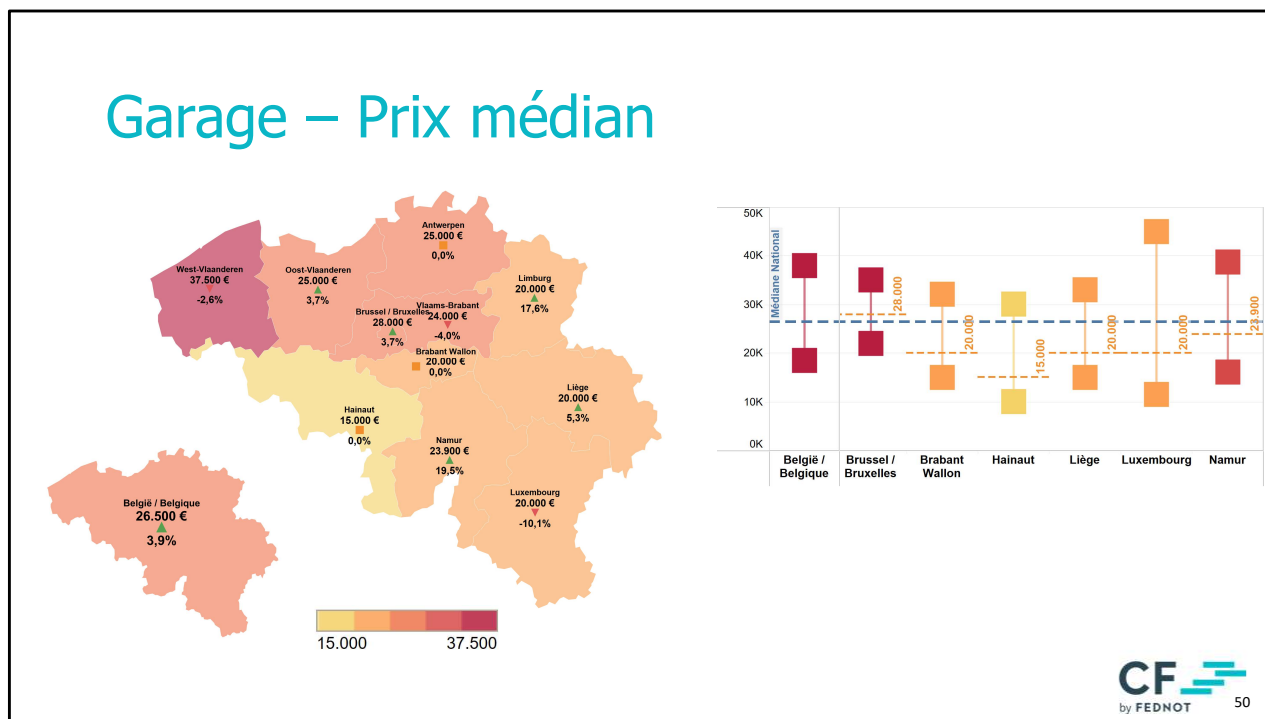 Garage – Prix médian
Antwerpen
25.000 €
0,0%
West-Vlaanderen
37.500 €
-2,6%
Oost-Vlaanderen
25.000 €
3,7%
Limburg
20.000 €
17,6%
Brussel / Bruxelles
28.000 €
3,7%
Vlaams-Brabant
24.000 €
-4,0%
Brabant Wallon
20.000 €
0,0%
Liège
20.000 €
5,3%
Hainaut
15.000 €
0,0%
Namur
23.900 €
19,5%
Luxembourg
20.000 €
-10,1%
België / Belgique
26.500 €
3,9%
15.000 37.500
50K
40K
30K
20K
10K
0K
Médiane National
28.000
20.000
15.000
20.000
20.000
23.900
België /
Belgique
Brussel /
Bruxelles
Brabant
Wallon
Hainaut
Liège
Luxembourg
Namur
CF
by FEDNOT
50